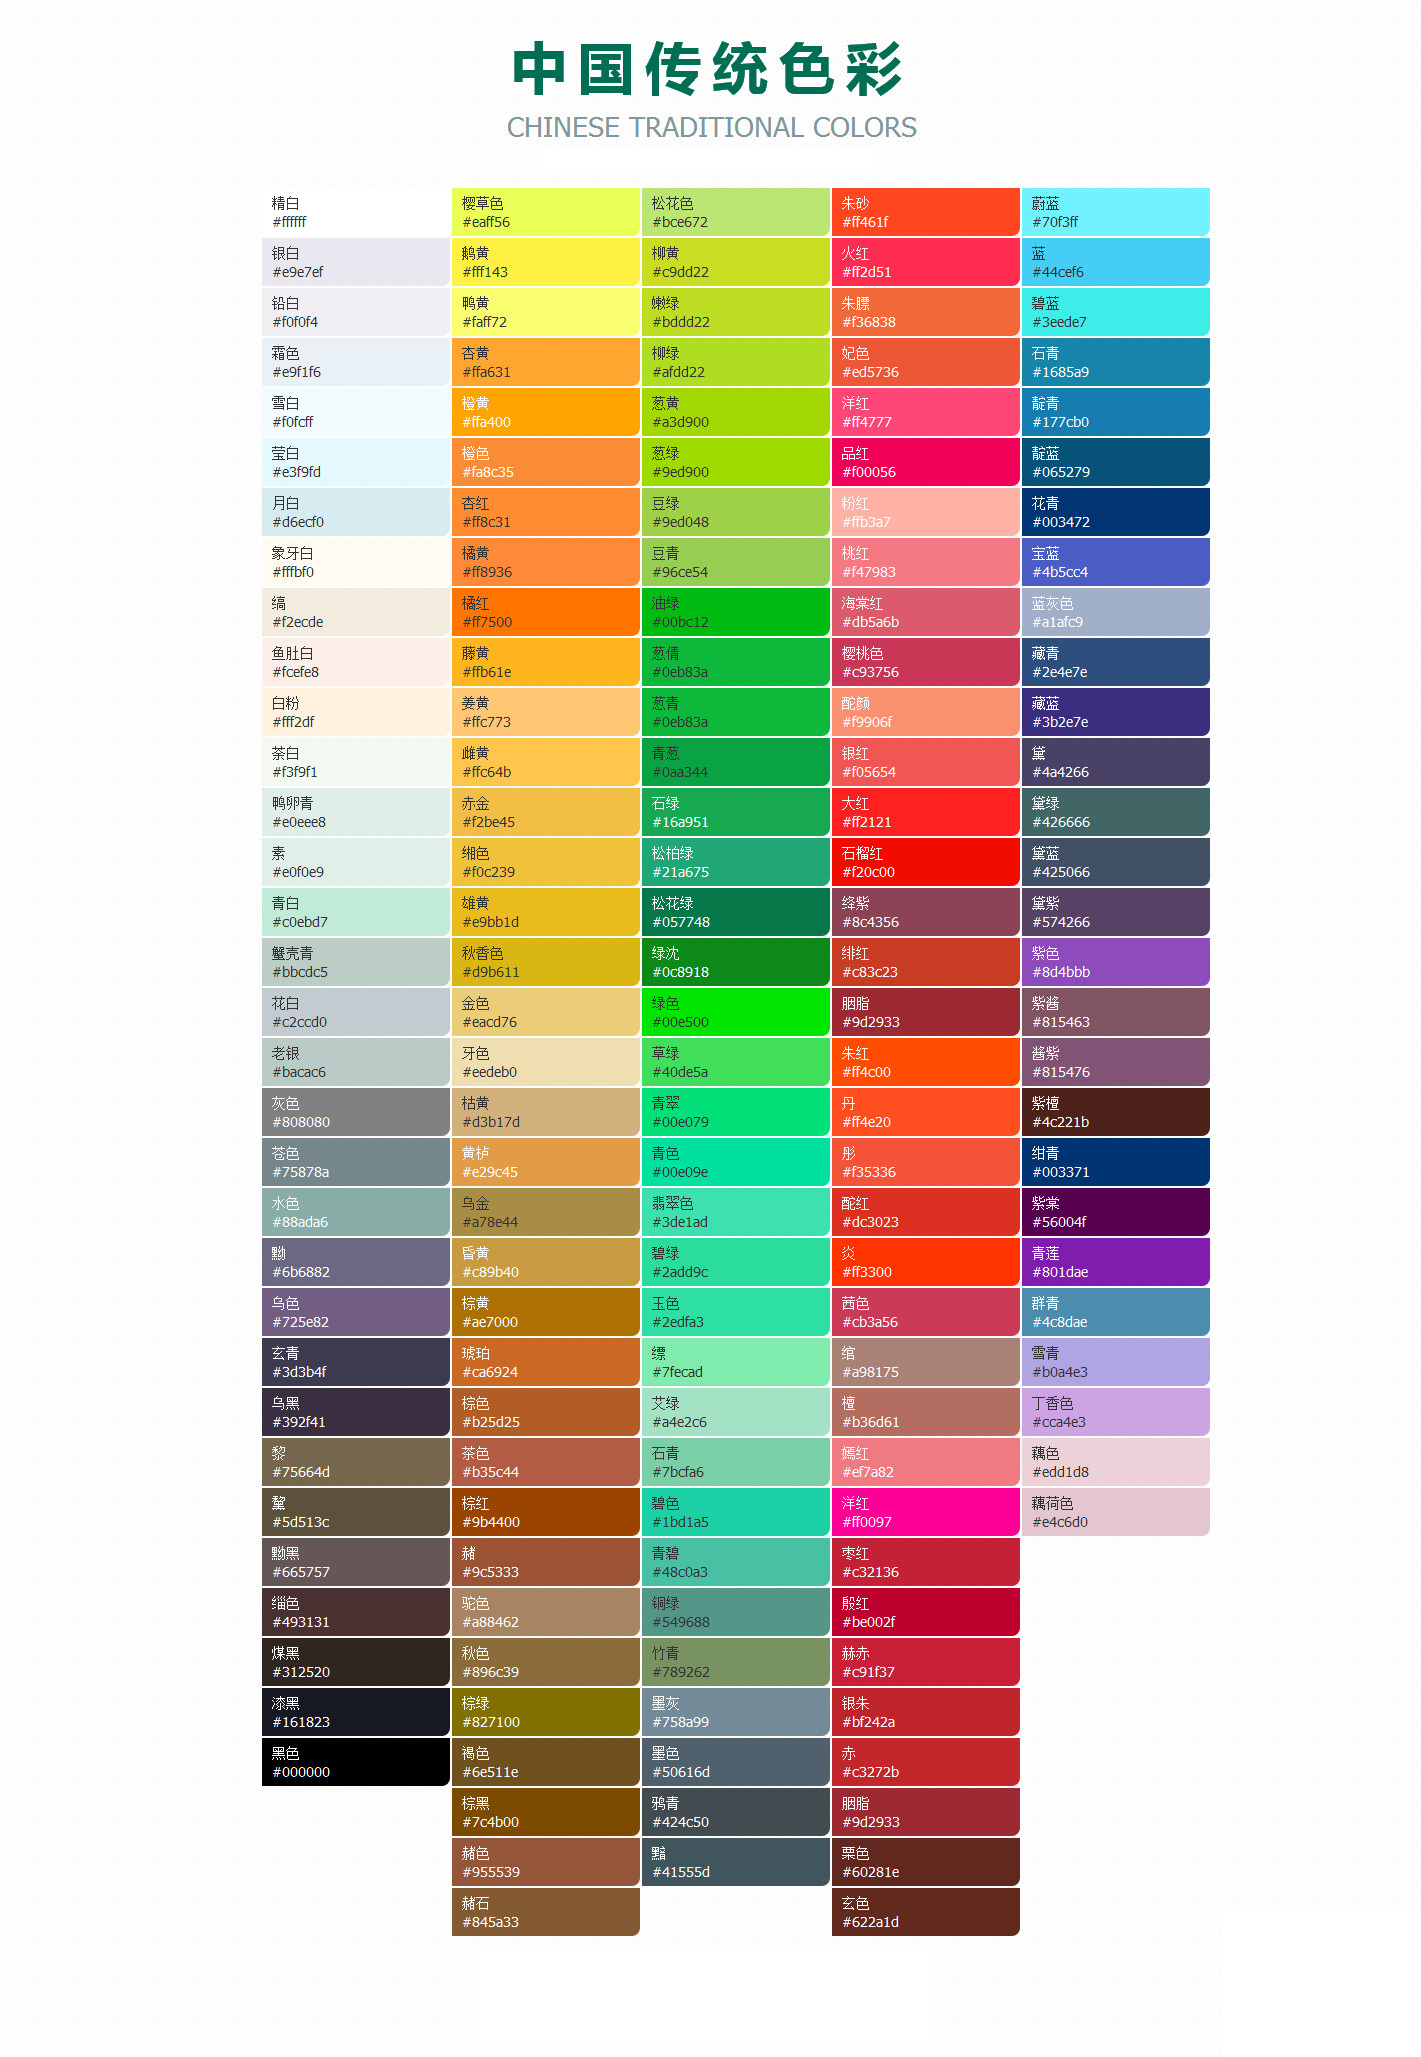 中国传统色彩
CHINESE TRADITIONAL COLORS
精白
#ffffff
银白
#e9e7ef
铅白
#f0f0f4
霜色
#e9f1f6
雪白
#f0fcff
莹白
#e3f9fd
月白
#d6ecf0
象牙白
#fffbf0
缟
#f2ecde
鱼肚白
#fcefe8
白粉
#fff2df
茶白
#f3f9f1
鸭卵青
#e0eee8
素
#e0f0e9
青白
#c0ebd7
蟹壳青
#bbcdc5
花白
#c2ccd0
老银
#bacac6
灰色
#808080
苍色
#75878a
水色
#88ada6
黝
#6b6882
乌色
#725e82
玄青
#3d3b4f
乌黑
#392f41
黎
#75664d
黧
#5d513c
黝黑
#665757
缁色
#493131
煤黑
#312520
漆黑
#161823
黑色
#000000
樱草色
#eaff56
鹅黄
#fff143
鸭黄
#faff72
杏黄
#ffa631
橙黄
#ffa400
橙色
#fa8c35
杏红
#ff8c31
橘黄
#ff8936
橘红
#ff7500
藤黄
#ffb61e
姜黄
#ffc773
雌黄
#ffc64b
赤金
#f2be45
缃色
#f0c239
雄黄
#e9bb1d
秋香色
#d9b611
金色
#eacd76
牙色
#eedeb0
枯黄
#d3b17d
黄栌
#e29c45
乌金
#a78e44
昏黄
#c89b40
棕黄
#ae7000
琥珀
#ca6924
棕色
#b25d25
茶色
#b35c44
棕红
#9b4400
赭
#9c5333
驼色
#a88462
秋色
#896c39
棕绿
#827100
褐色
#6e511e
棕黑
#7c4b00
赭色
#955539
赭石
#845a33
松花色
#bce672
柳黄
#c9dd22
嫩绿
#bddd22
柳绿
#afdd22
葱黄
#a3d900
葱绿
#9ed900
豆绿
#9ed048
豆青
#96ce54
油绿
#00bc12
葱倩
#0eb83a
葱青
#0eb83a
青葱
#0aa344
石绿
#16a951
松柏绿
#21a675
松花绿
#057748
绿沈
#0c8918
绿色
#00e500
草绿
#40de5a
青翠
#00e079
青色
#00e09e
翡翠色
#3de1ad
碧绿
#2add9c
玉色
#2edfa3
缥
#7fecad
艾绿
#a4e2c6
石青
#7bcfa6
碧色
#1bd1a5
青碧
#48c0a3
铜绿
#549688
竹青
#789262
墨灰
#758a99
墨色
#50616d
鸦青
#424c50
黯
#41555d
朱砂
#ff461f
火红
#ff2d51
朱膘
#f36838
妃色
#ed5736
洋红
#ff4777
品红
#f00056
粉红
#ffb3a7
桃红
#f47983
海棠红
#db5a6b
樱桃色
#c93756
酡颜
#f9906f
银红
#f05654
大红
#ff2121
石榴红
#f20c00
绛紫
#8c4356
绯红
#c83c23
胭脂
#9d2933
朱红
#ff4c00
丹
#ff4e20
彤
#f35336
酡红
#dc3023
炎
#ff3300
茜色
#cb3a56
绾
#a98175
檀
#b36d61
嫣红
#ef7a82
洋红
#ff0097
枣红
#c32136
殷红
#be002f
赫赤
#c91f37
银朱
#bf242a
赤
#c3272b
胭脂
#9d2933
栗色
#60281e
玄色
#622a1d
蔚蓝
#70f3ff
蓝
#44cef6
碧蓝
#3eede7
石青
#1685a9
靛青
#177cb0
靛蓝
#065279
花青
#003472
宝蓝
#4b5cc4
蓝灰色
#a1afc9
藏青
#2e4e7e
藏蓝
#3b2e7e
黛
#4a4266
黛绿
#426666
黛蓝
#425066
黛紫
#574266
紫色
#8d4bbb
紫酱
#815463
酱紫
#815476
紫檀
#4c221b
绀青
#003371
紫棠
#56004f
青莲
#801dae
群青
#4c8dae
雪青
#b0a4e3
丁香色
#cca4e3
藕色
#edd1d8
藕荷色
#e4c6d0